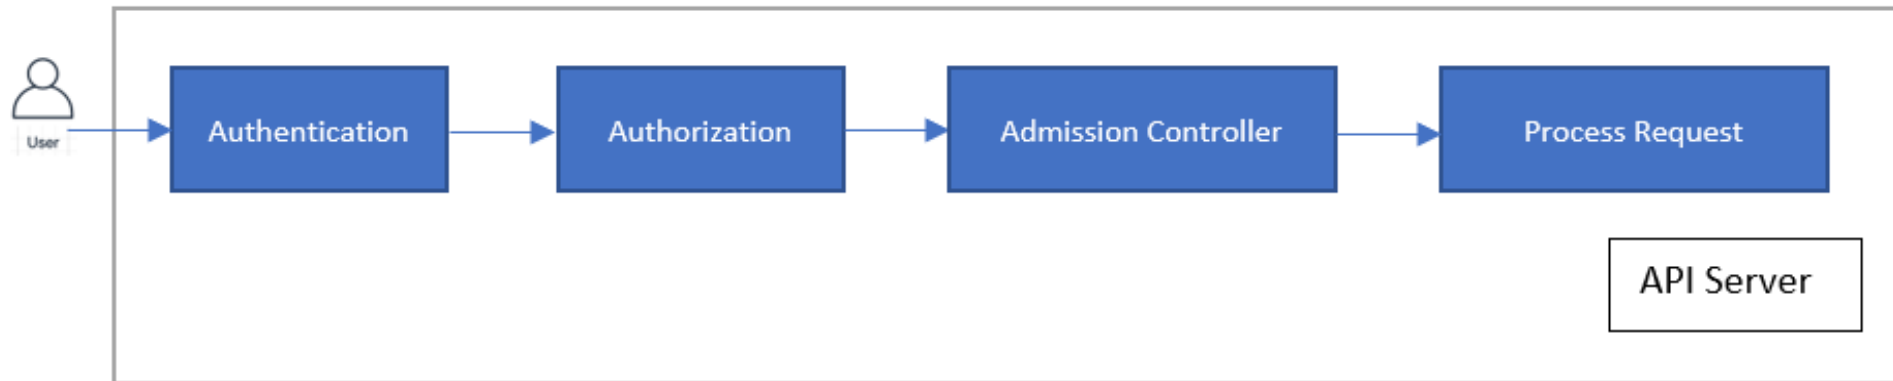 User
Authentication
Authorization
Admission Controller
Process Request
API Server